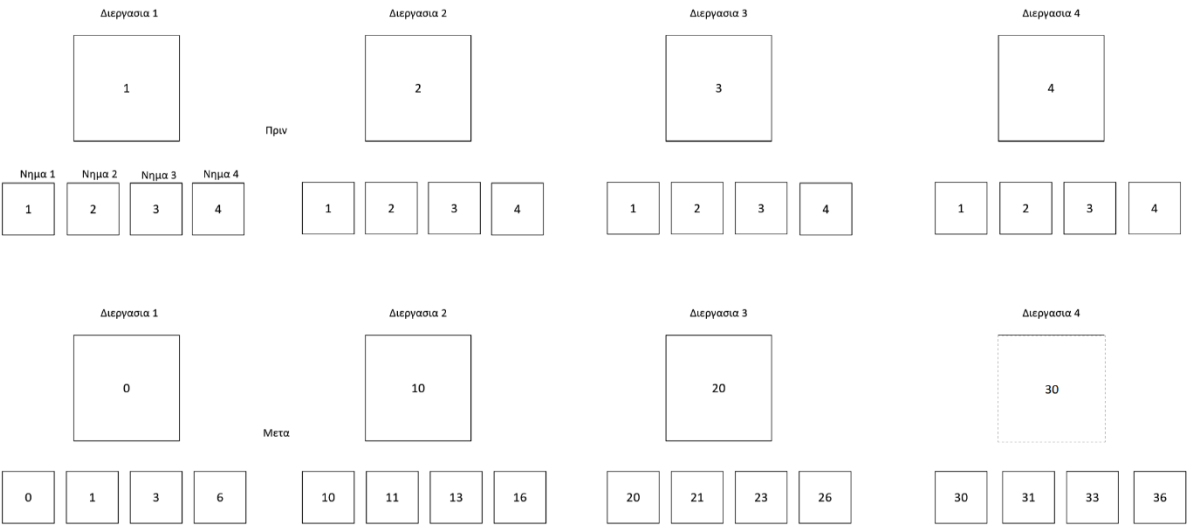 Διεργασια 1 Διεργασια 2 Διεργασια 3 Διεργασια 4
1 2 3 4
Πριν
Νημα 1 Νημα 2 Νημα 3 Νημα 4
1 2 3 4 1 2 3 4 1 2 3 4 1 2 3 4
Διεργασια 1 Διεργασια 2 Διεργασια 3 Διεργασια 4
0 10 20 30
Μετα
0 1 3 6 10 11 13 16 20 21 23 26 30 31 33 36